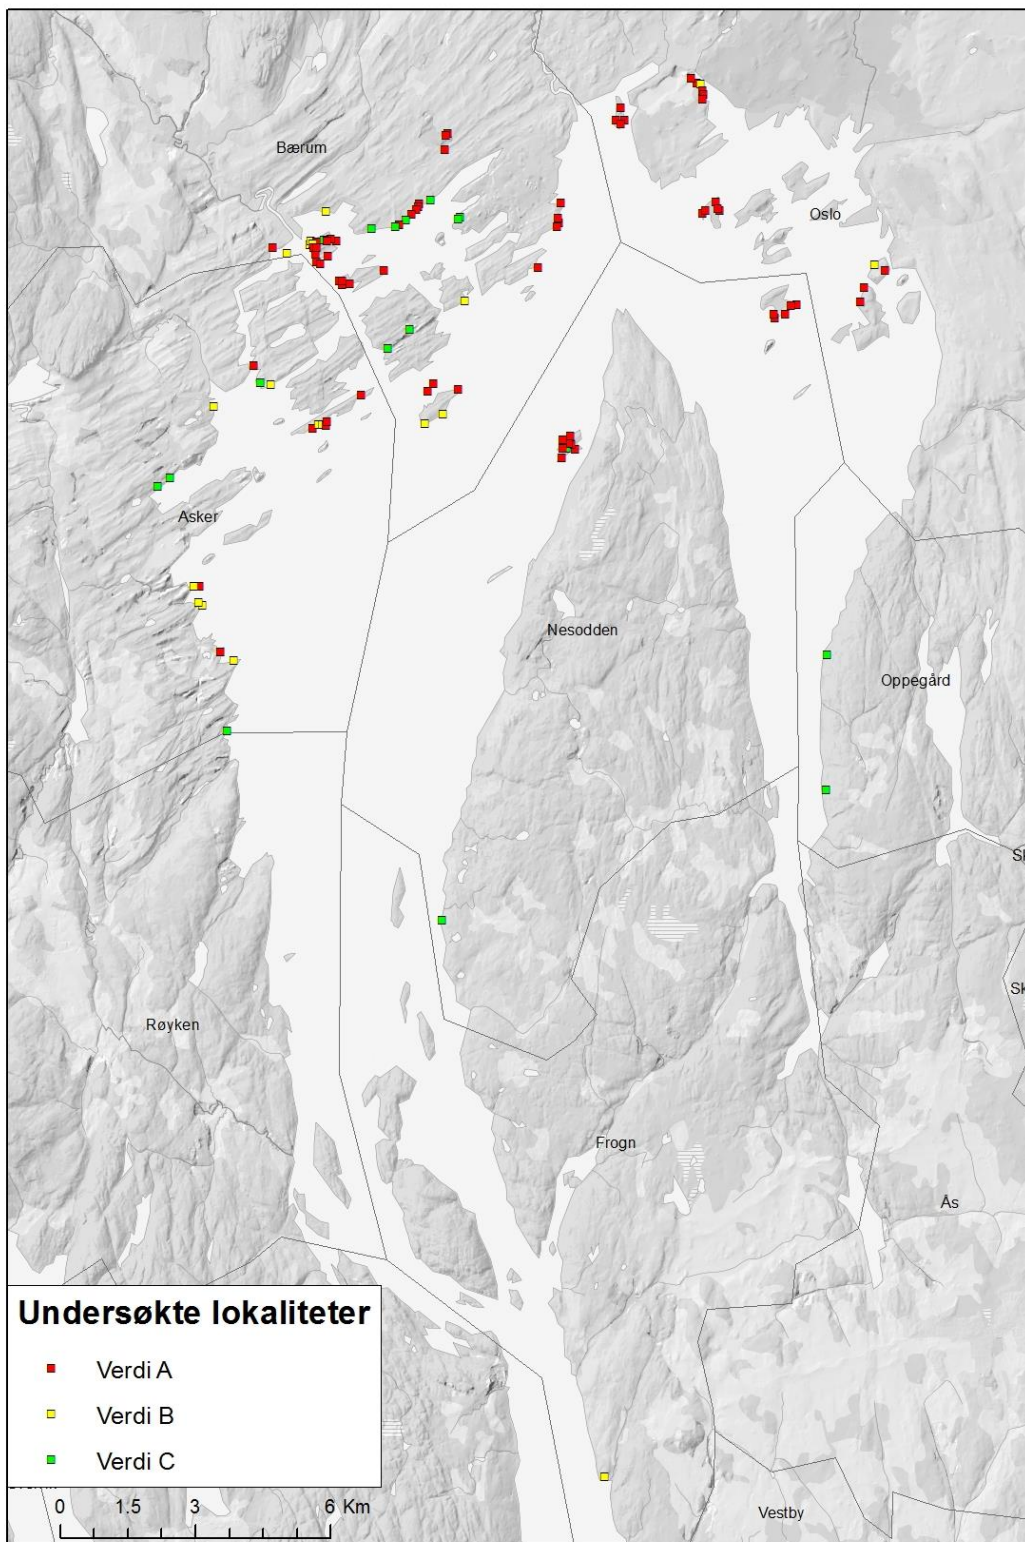 Bærum
Oslo
Asker
Nesodden
Oppegård
Røyken
Frogn
Ås
Undersøkte lokaliteter
Verdi A
Verdi B
Verdi C
0 1.5 3 6 Km
Vestby